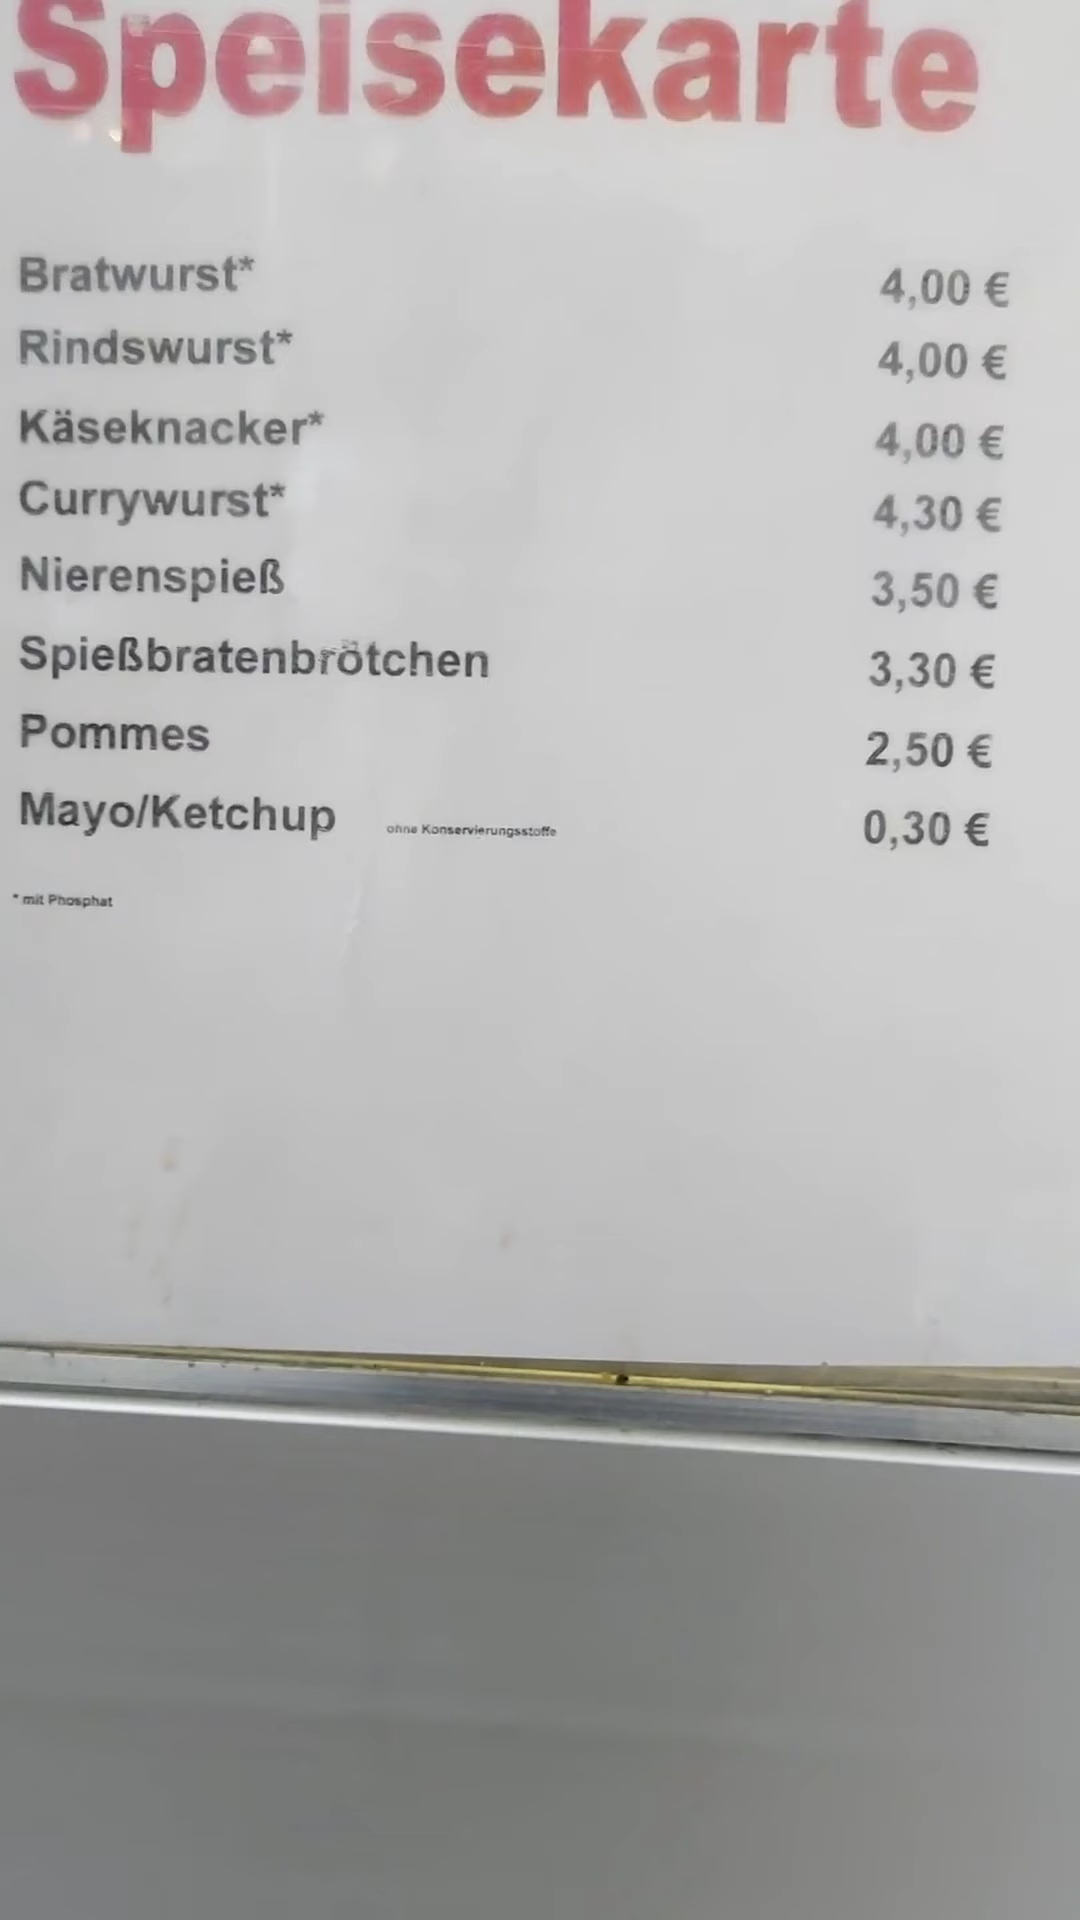 Speisekarte
Bratwurst* 4,00 €
Rindswurst* 4,00 €
Käseknacker* 4,00 €
Currywurst* 4,30 €
Nierenspieß 3,50 €
Spießbratenbrötchen 3,30 €
Pommes 2,50 €
Mayo/Ketchup ohne Konservierungsstoffe 0,30 €
* mit Phosphat